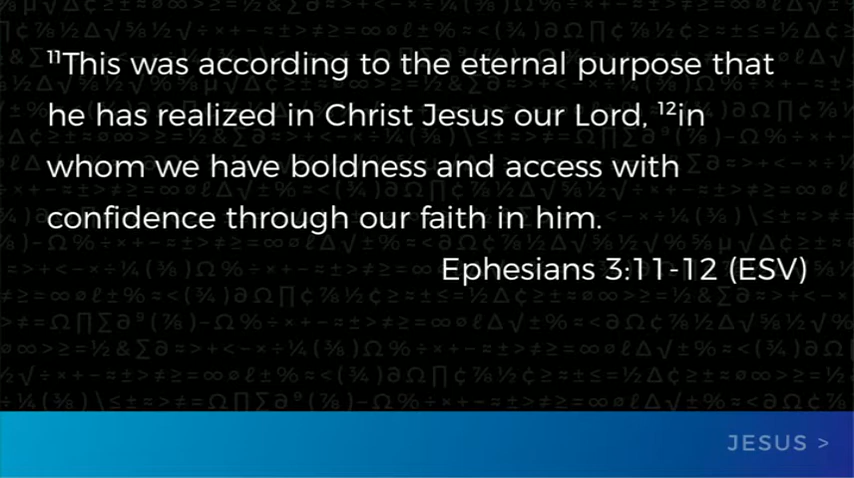 ¹¹This was according to the eternal purpose that
he has realized in Christ Jesus our Lord, ¹²in
whom we have boldness and access with
confidence through our faith in him.
Ephesians 3:11-12 (ESV)
JESUS >